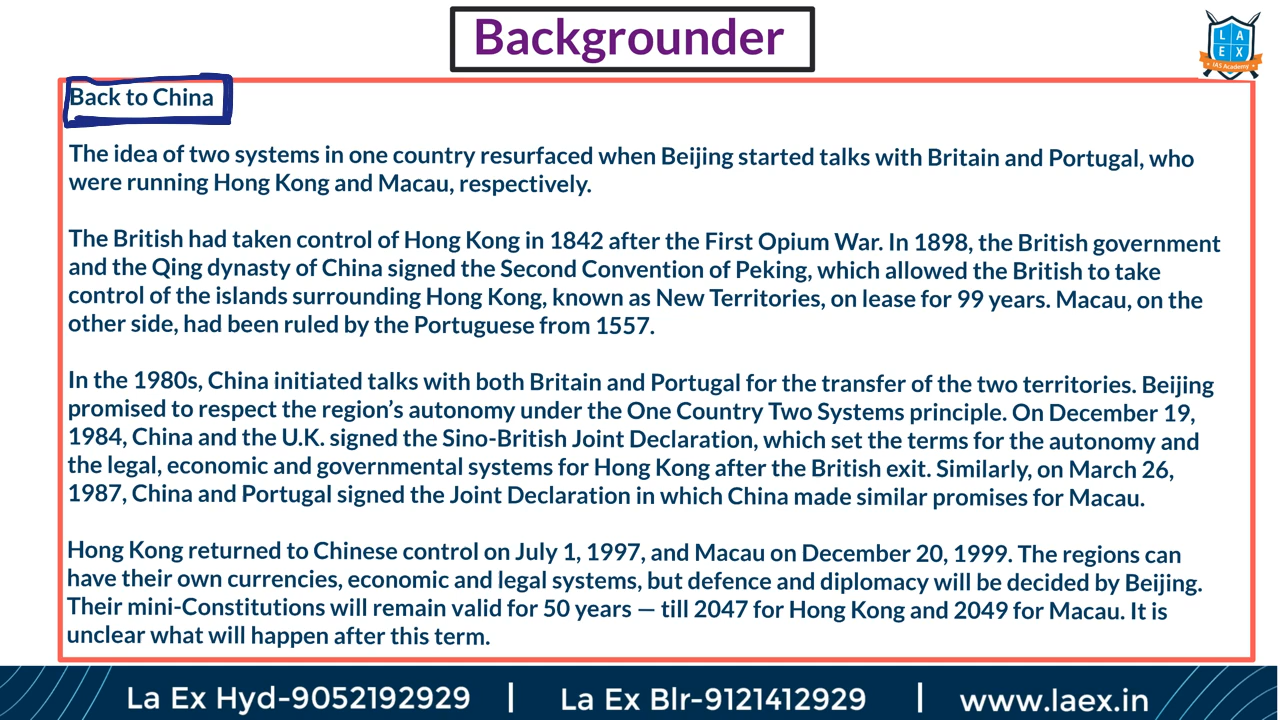 Backgrounder
L A
E X
IAS Academy
Back to China
The idea of two systems in one country resurfaced when Beijing started talks with Britain and Portugal, who
were running Hong Kong and Macau, respectively.
The British had taken control of Hong Kong in 1842 after the First Opium War. In 1898, the British government
and the Qing dynasty of China signed the Second Convention of Peking, which allowed the British to take
control of the islands surrounding Hong Kong, known as New Territories, on lease for 99 years. Macau, on the
other side, had been ruled by the Portuguese from 1557.
In the 1980s, China initiated talks with both Britain and Portugal for the transfer of the two territories. Beijing
promised to respect the region’s autonomy under the One Country Two Systems principle. On December 19,
1984, China and the U.K. signed the Sino-British Joint Declaration, which set the terms for the autonomy and
the legal, economic and governmental systems for Hong Kong after the British exit. Similarly, on March 26,
1987, China and Portugal signed the Joint Declaration in which China made similar promises for Macau.
Hong Kong returned to Chinese control on July 1, 1997, and Macau on December 20, 1999. The regions can
have their own currencies, economic and legal systems, but defence and diplomacy will be decided by Beijing.
Their mini-Constitutions will remain valid for 50 years — till 2047 for Hong Kong and 2049 for Macau. It is
unclear what will happen after this term.
La Ex Hyd-9052192929 | La Ex Blr-9121412929 | www.laex.in